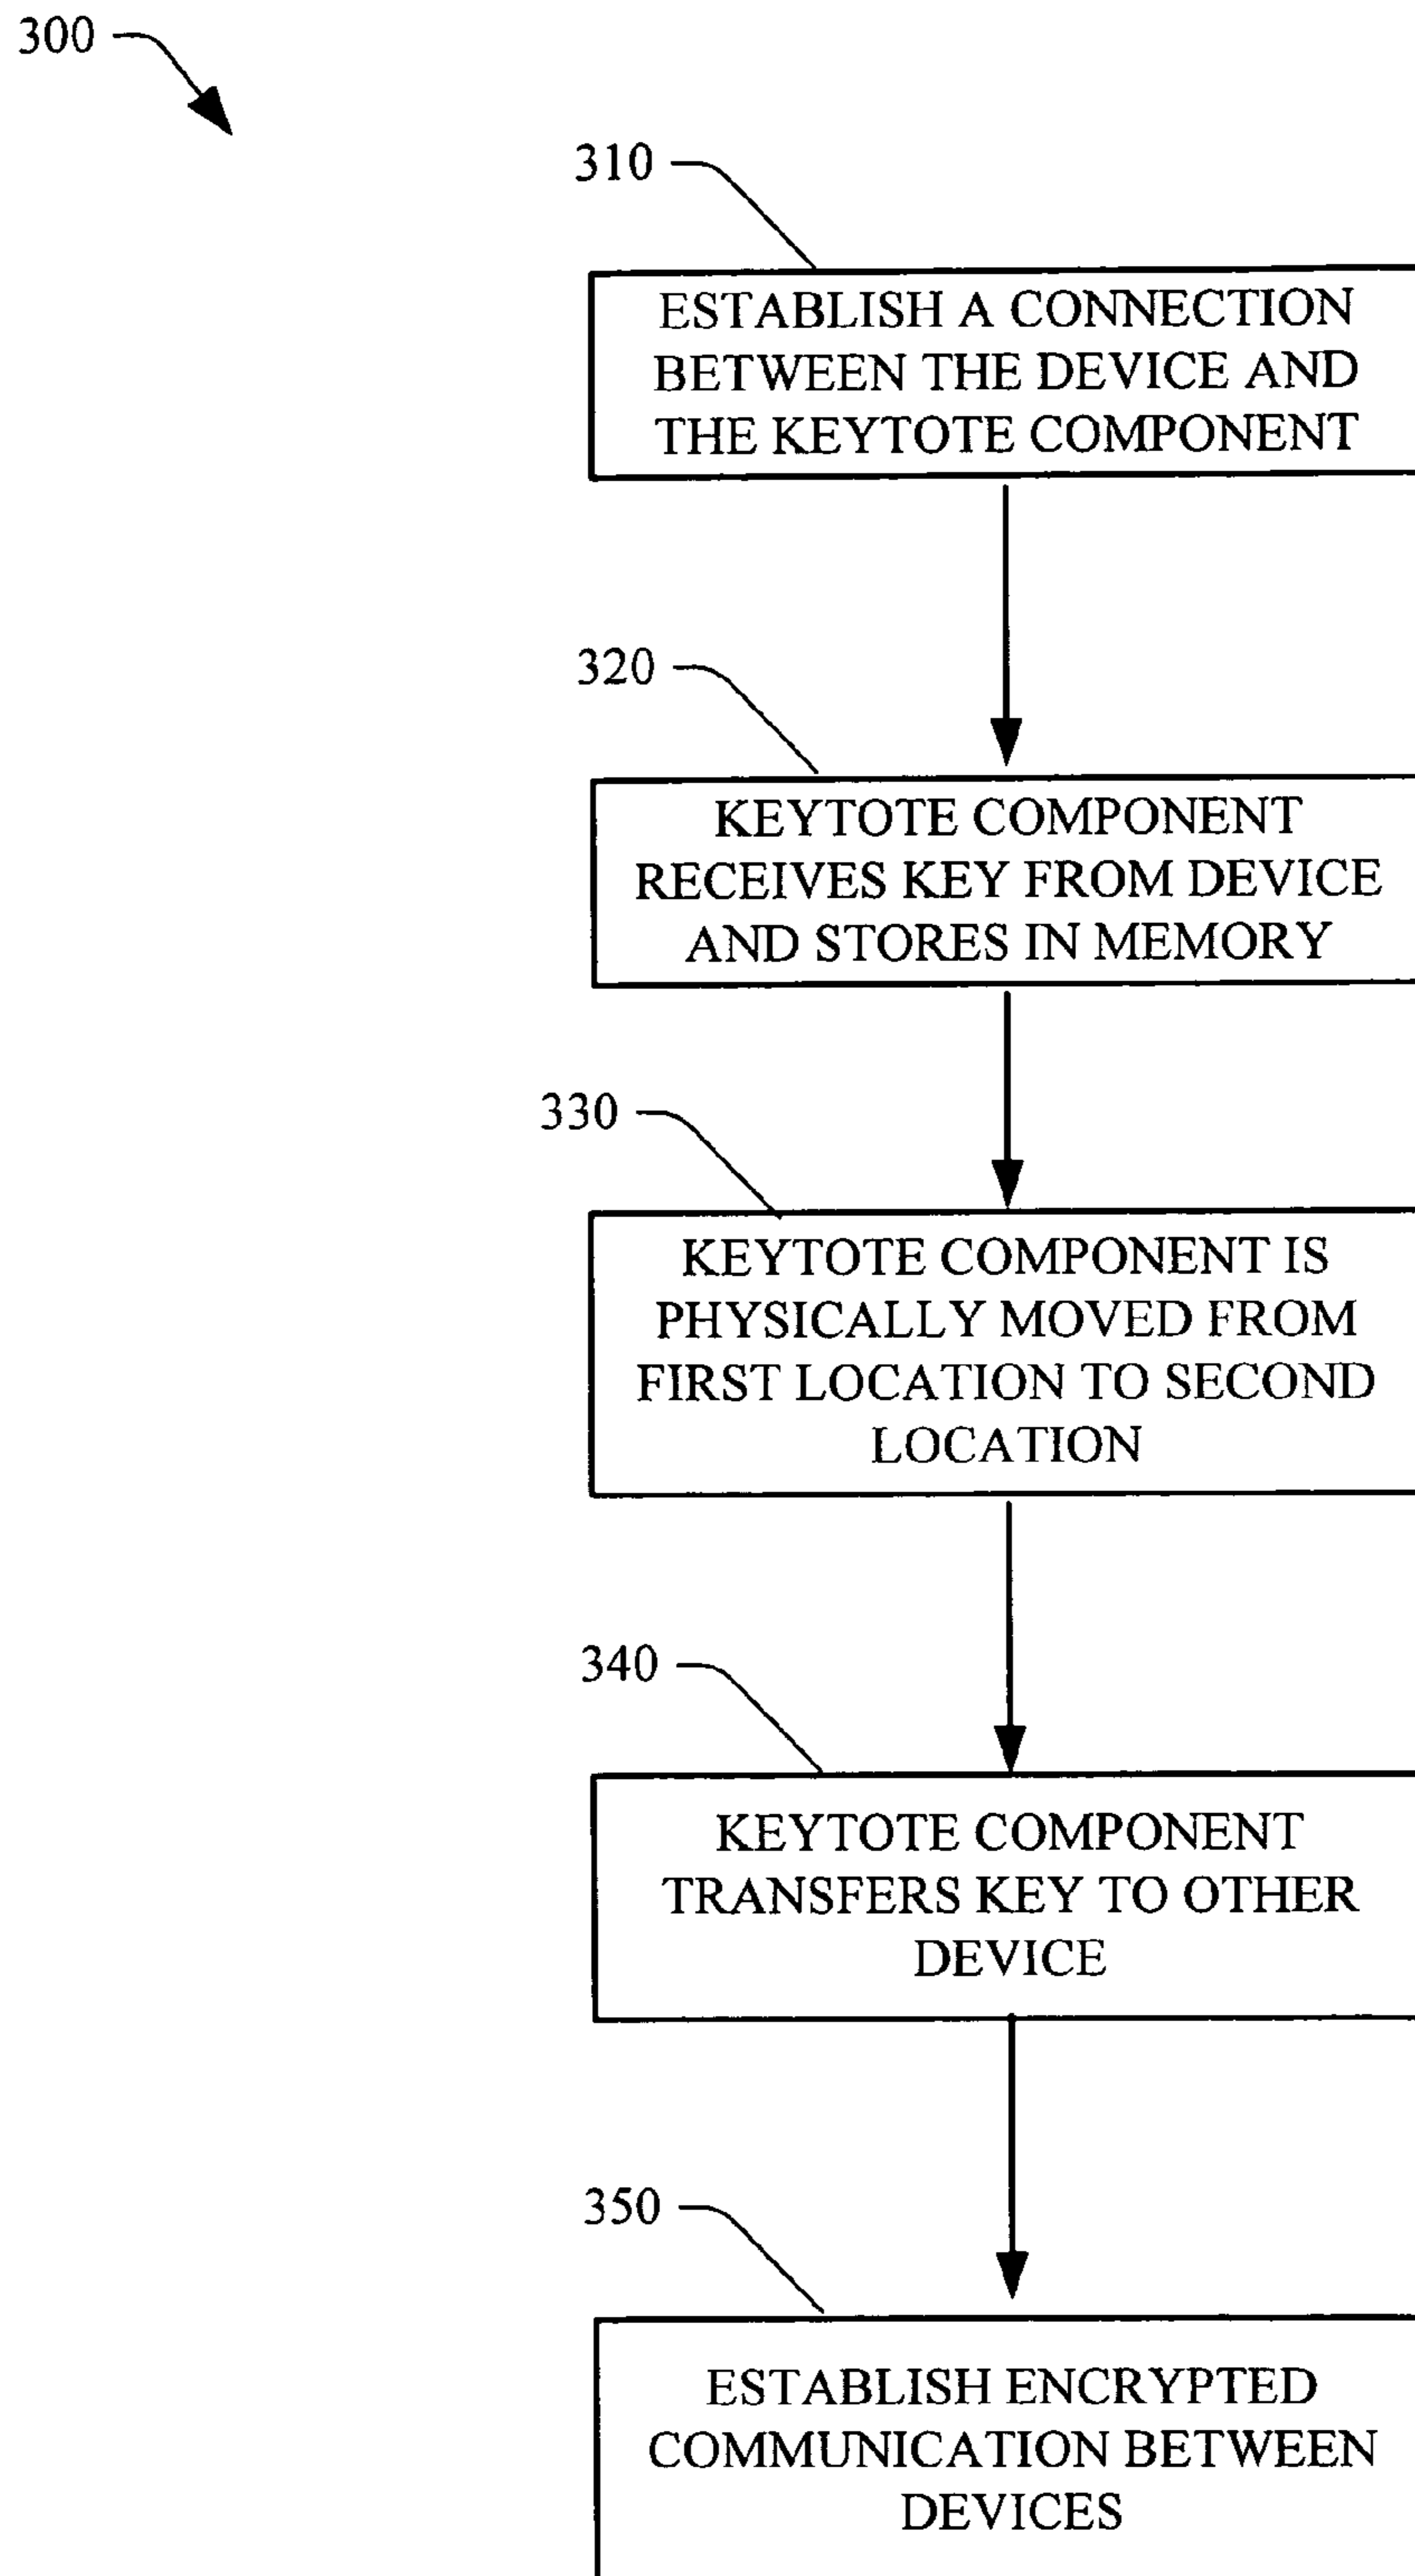 300
310
ESTABLISH A CONNECTION
BETWEEN THE DEVICE AND
THE KEYTOTE COMPONENT
320
KEYTOTE COMPONENT
RECEIVES KEY FROM DEVICE
AND STORES IN MEMORY
330
KEYTOTE COMPONENT IS
PHYSICALLY MOVED FROM
FIRST LOCATION TO SECOND
LOCATION
340
KEYTOTE COMPONENT
TRANSFERS KEY TO OTHER
DEVICE
350
ESTABLISH ENCRYPTED
COMMUNICATION BETWEEN
DEVICES